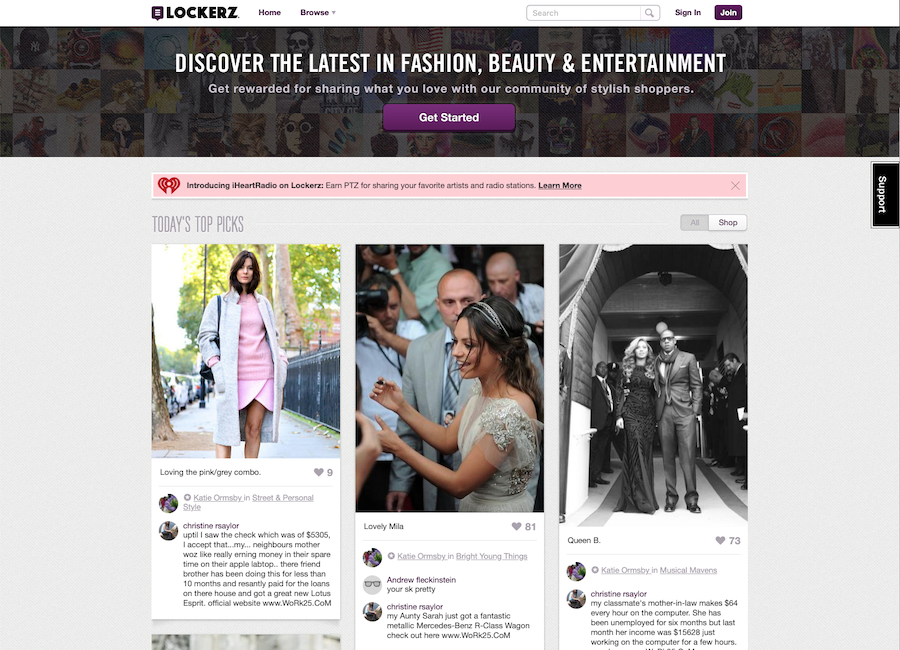 LOCKERZ.
Home
Browse
Search
Sign In
Join
DISCOVER THE LATEST IN FASHION, BEAUTY & ENTERTAINMENT
Get rewarded for sharing what you love with our community of stylish shoppers.
Get Started
Introducing iHeartRadio on Lockerz: Earn PTZ for sharing your favorite artists and radio stations. Learn More
Support
TODAY'S TOP PICKS
All
Shop
Loving the pink/grey combo.
9
Katie Ormsby in Street & Personal
Style
christine rsaylor
uptil I saw the check which was of $5305,
I accept that...my... neighbours mother
woz like really erning money in their spare
time on their apple labtop.. there friend
brother has been doing this for less than
10 months and resantly paid for the loans
on there house and got a great new Lotus
Esprit. official website www.WoRk25.CoM
Lovely Mila
81
Katie Ormsby in Bright Young Things
Andrew fleckinstein
your sk pretty
christine rsaylor
my Aunty Sarah just got a fantastic
metallic Mercedes-Benz R-Class Wagon
check out here www.WoRk25.CoM
Queen B.
73
Katie Ormsby in Musical Mavens
christine rsaylor
my classmate's mother-in-law makes $64
every hour on the computer. She has
been unemployed for six months but last
month her income was $15628 just
working on the computer for a few hours.